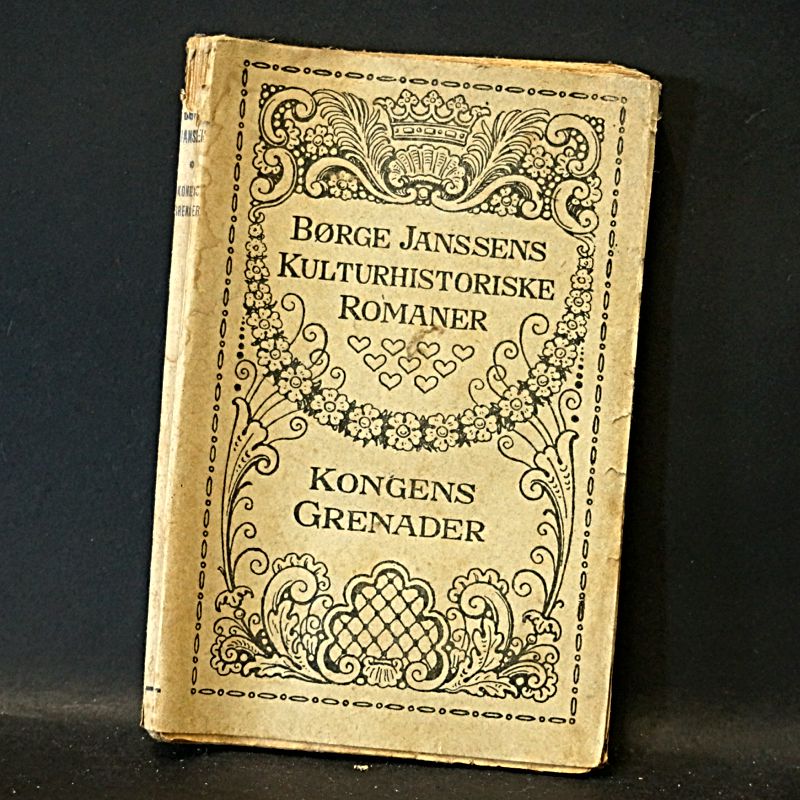 BØRGE JANSSENS
KULTURHISTORISKE
ROMANER
KONGENS
GRENADER